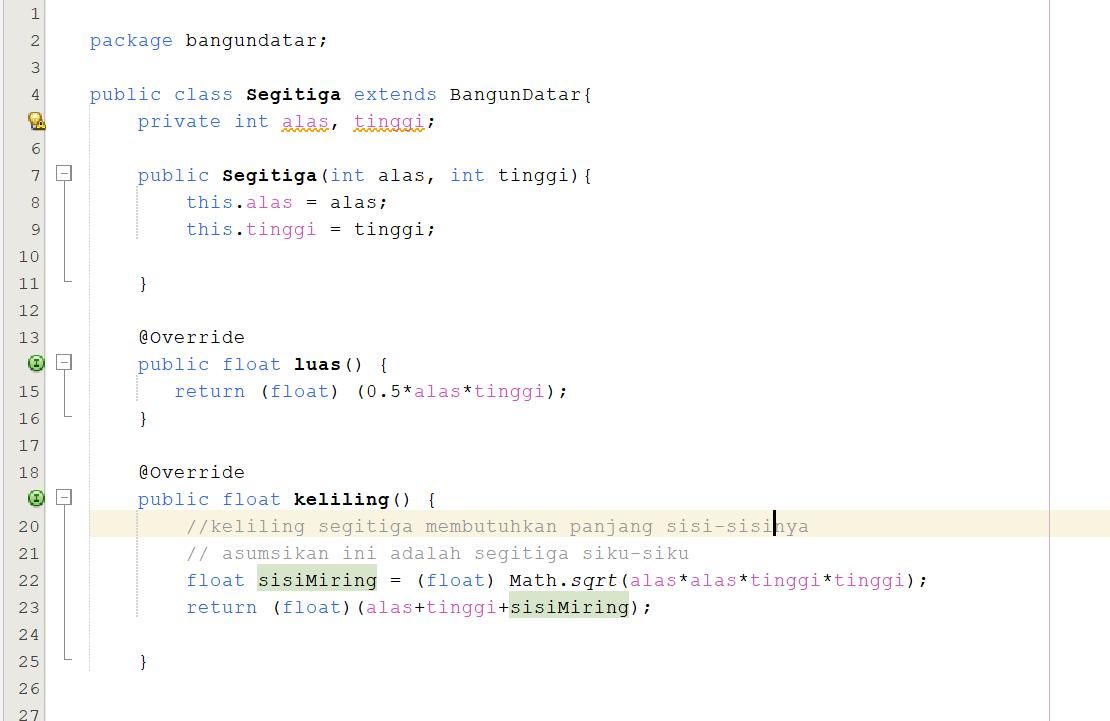 1
2 package bangundatar;
3
4 public class Segitiga extends BangunDatar{
private int alas, tinggi;
6
7 public Segitiga(int alas, int tinggi){
8 this.alas = alas;
9 this.tinggi = tinggi;
10
11 }
12
13 @Override
public float luas() {
15 return (float) (0.5*alas*tinggi);
16 }
17
18 @Override
public float keliling() {
20 //keliling segitiga membutuhkan panjang sisi-sisinya
21 // asumsikan ini adalah segitiga siku-siku
22 float sisiMiring = (float) Math.sqrt(alas*alas*tinggi*tinggi);
23 return (float)(alas+tinggi+sisiMiring);
24
25 }
26
27